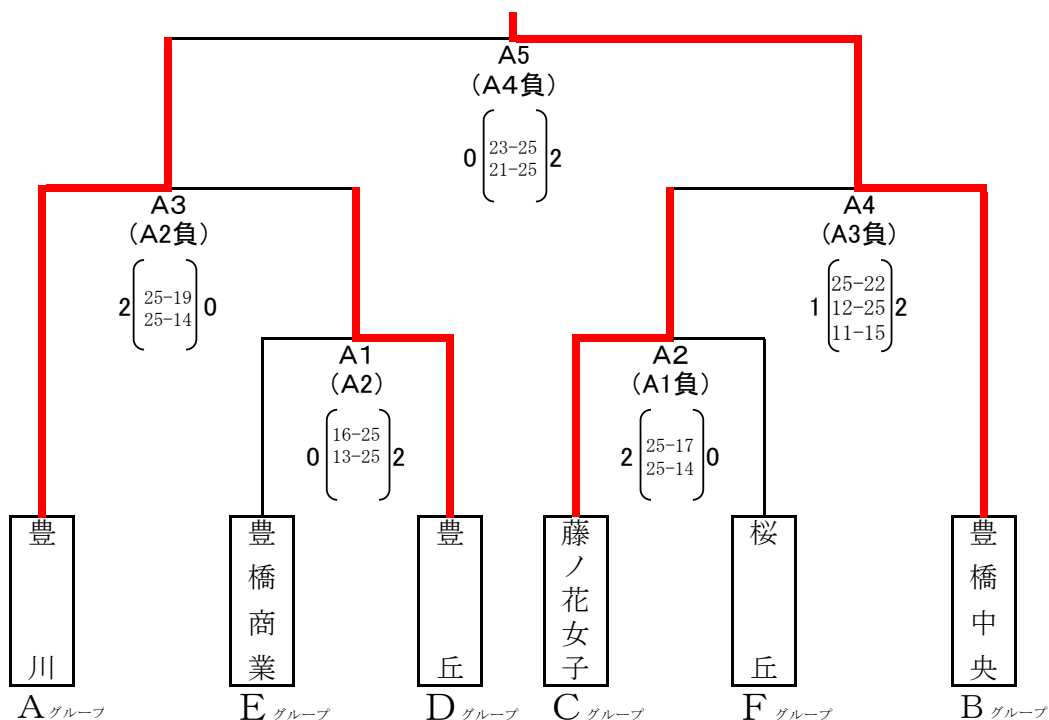 A5
(A4負)
0 23-25 2
21-25
A3
(A2負)
2 25-19 0
25-14
A4
(A3負)
25-22
1 12-25 2
11-15
A1
(A2)
0 16-25 2
13-25
A2
(A1負)
2 25-17 0
25-14
豊川
豊橋商業
豊丘
藤ノ花女子
桜丘
豊橋中央
Aグループ
Eグループ
Dグループ
Cグループ
Fグループ
Bグループ